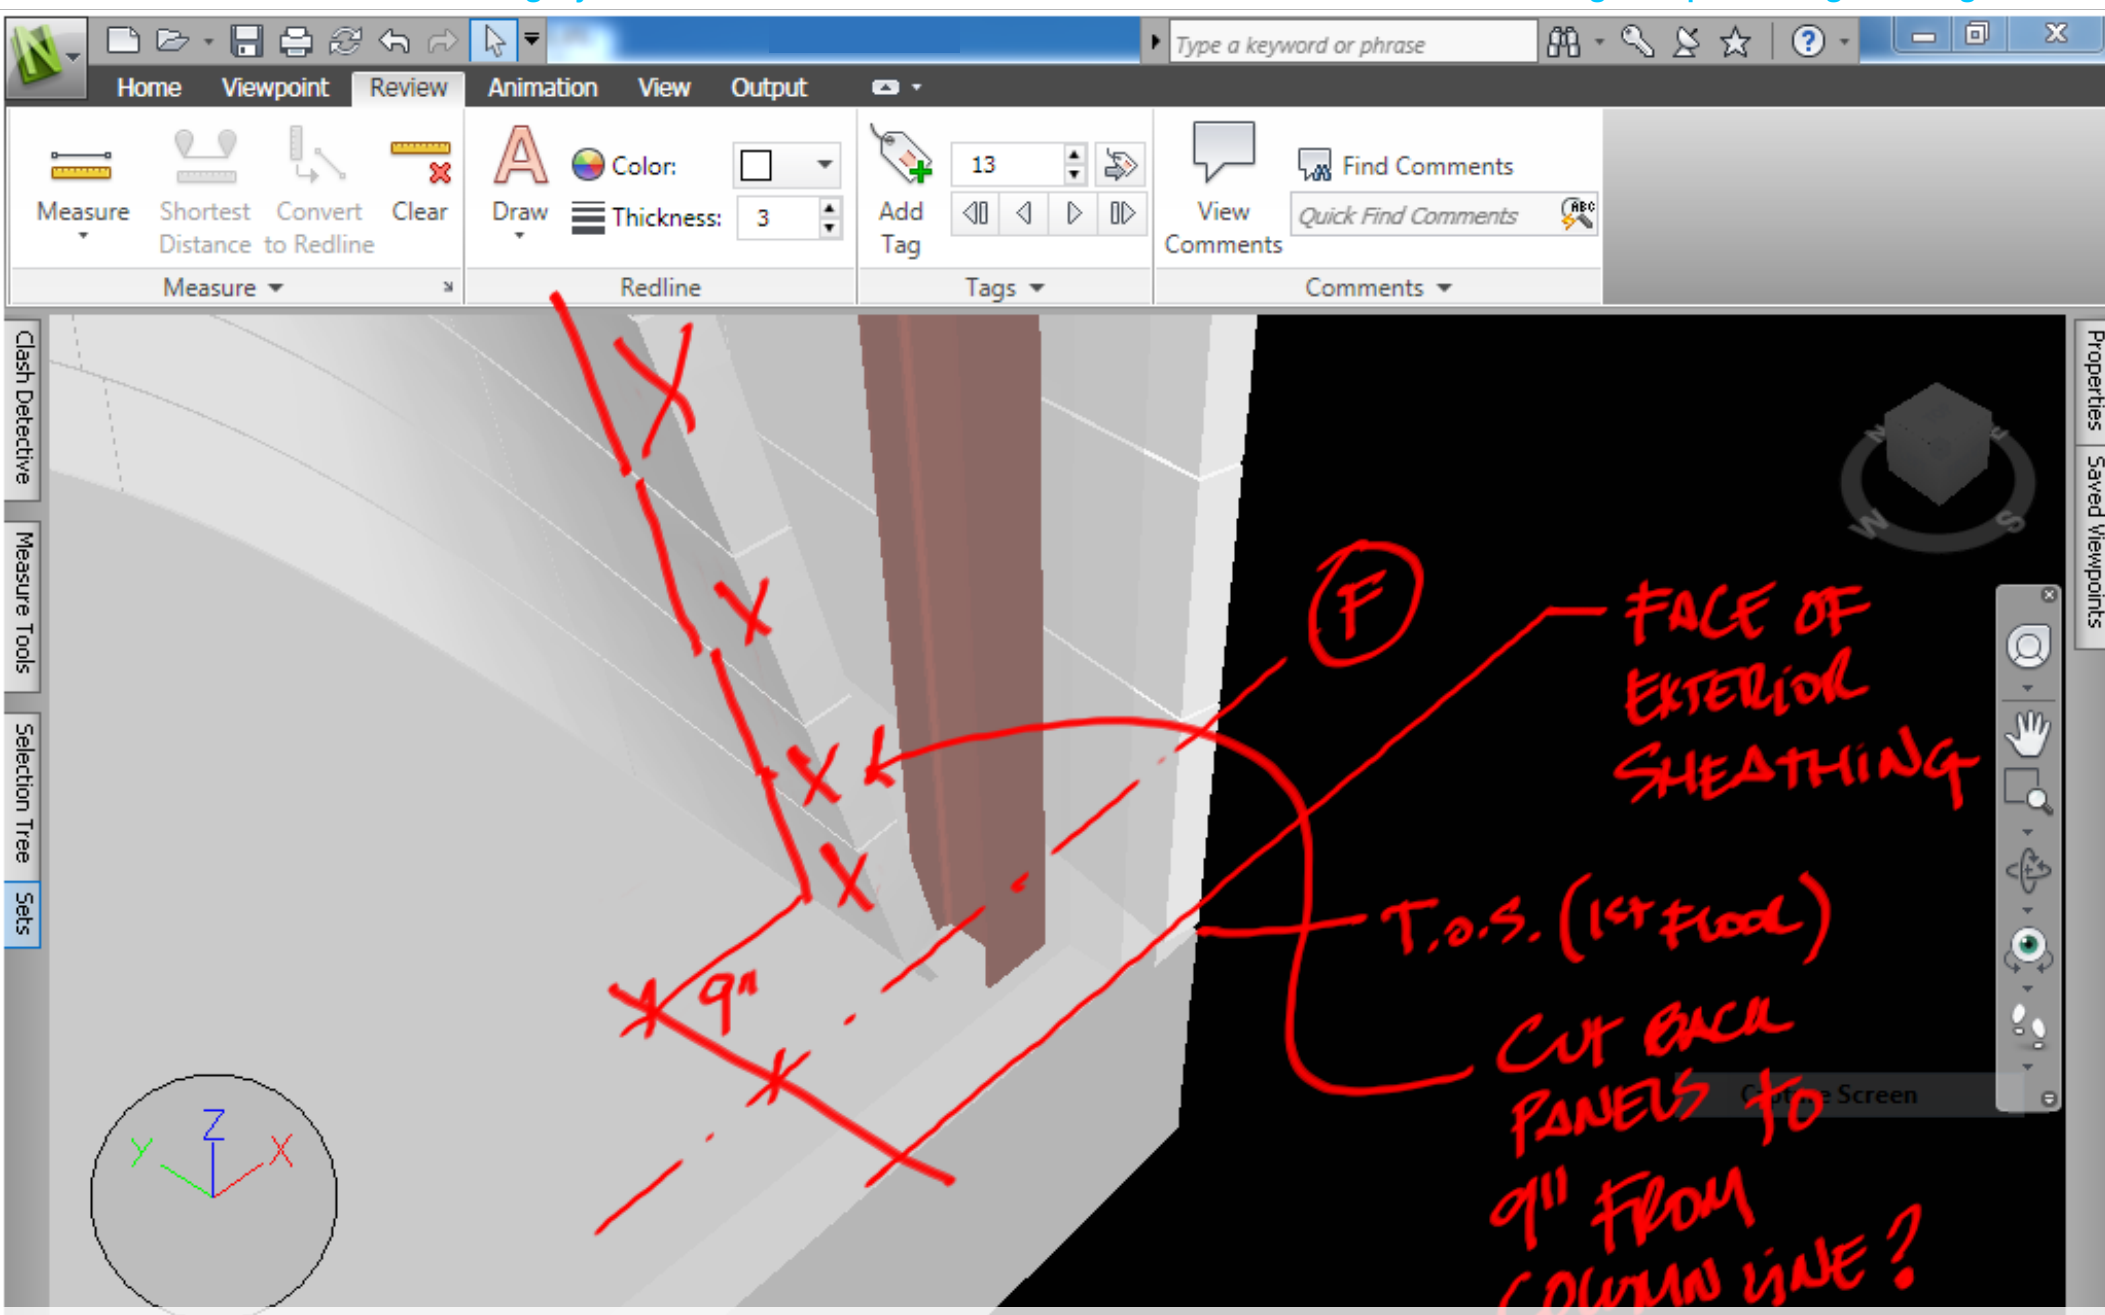 Type a keyword or phrase
Home Viewpoint Review Animation View Output
Measure
Shortest
Distance
Convert
to Redline
Clear
Draw
Color:
Thickness: 3
Add
Tag
13
View
Comments
Find Comments
Quick Find Comments
ABC
Measure
Redline
Tags
Comments
Clash Detective
Measure Tools
Selection Tree
Sets
Properties
Saved Viewpoints
W
S
X
X
X
X
F
FACE OF
EXTERIOR
SHEATHING
T.O.S. (1ST FLOOR)
9"
CUT BACK
PANELS TO
9" FROM
COLUMN LINE?
Screen
Z
Y
X